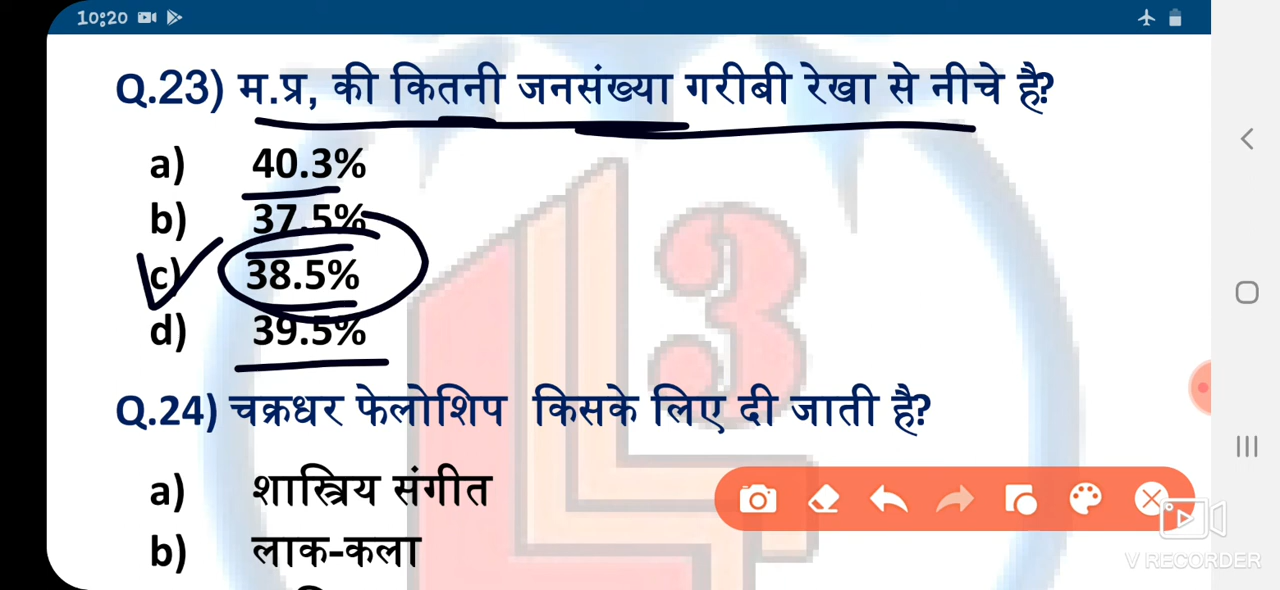 10:20
Q.23) म.प्र, की कितनी जनसंख्या गरीबी रेखा से नीचे है?
a) 40.3%
b) 37.5%
c) 38.5%
d) 39.5%
3
Q.24) चक्रधर फेलोशिप किसके लिए दी जाती है?
a) शास्त्रिय संगीत
b) लाक-कला
V RECORDER